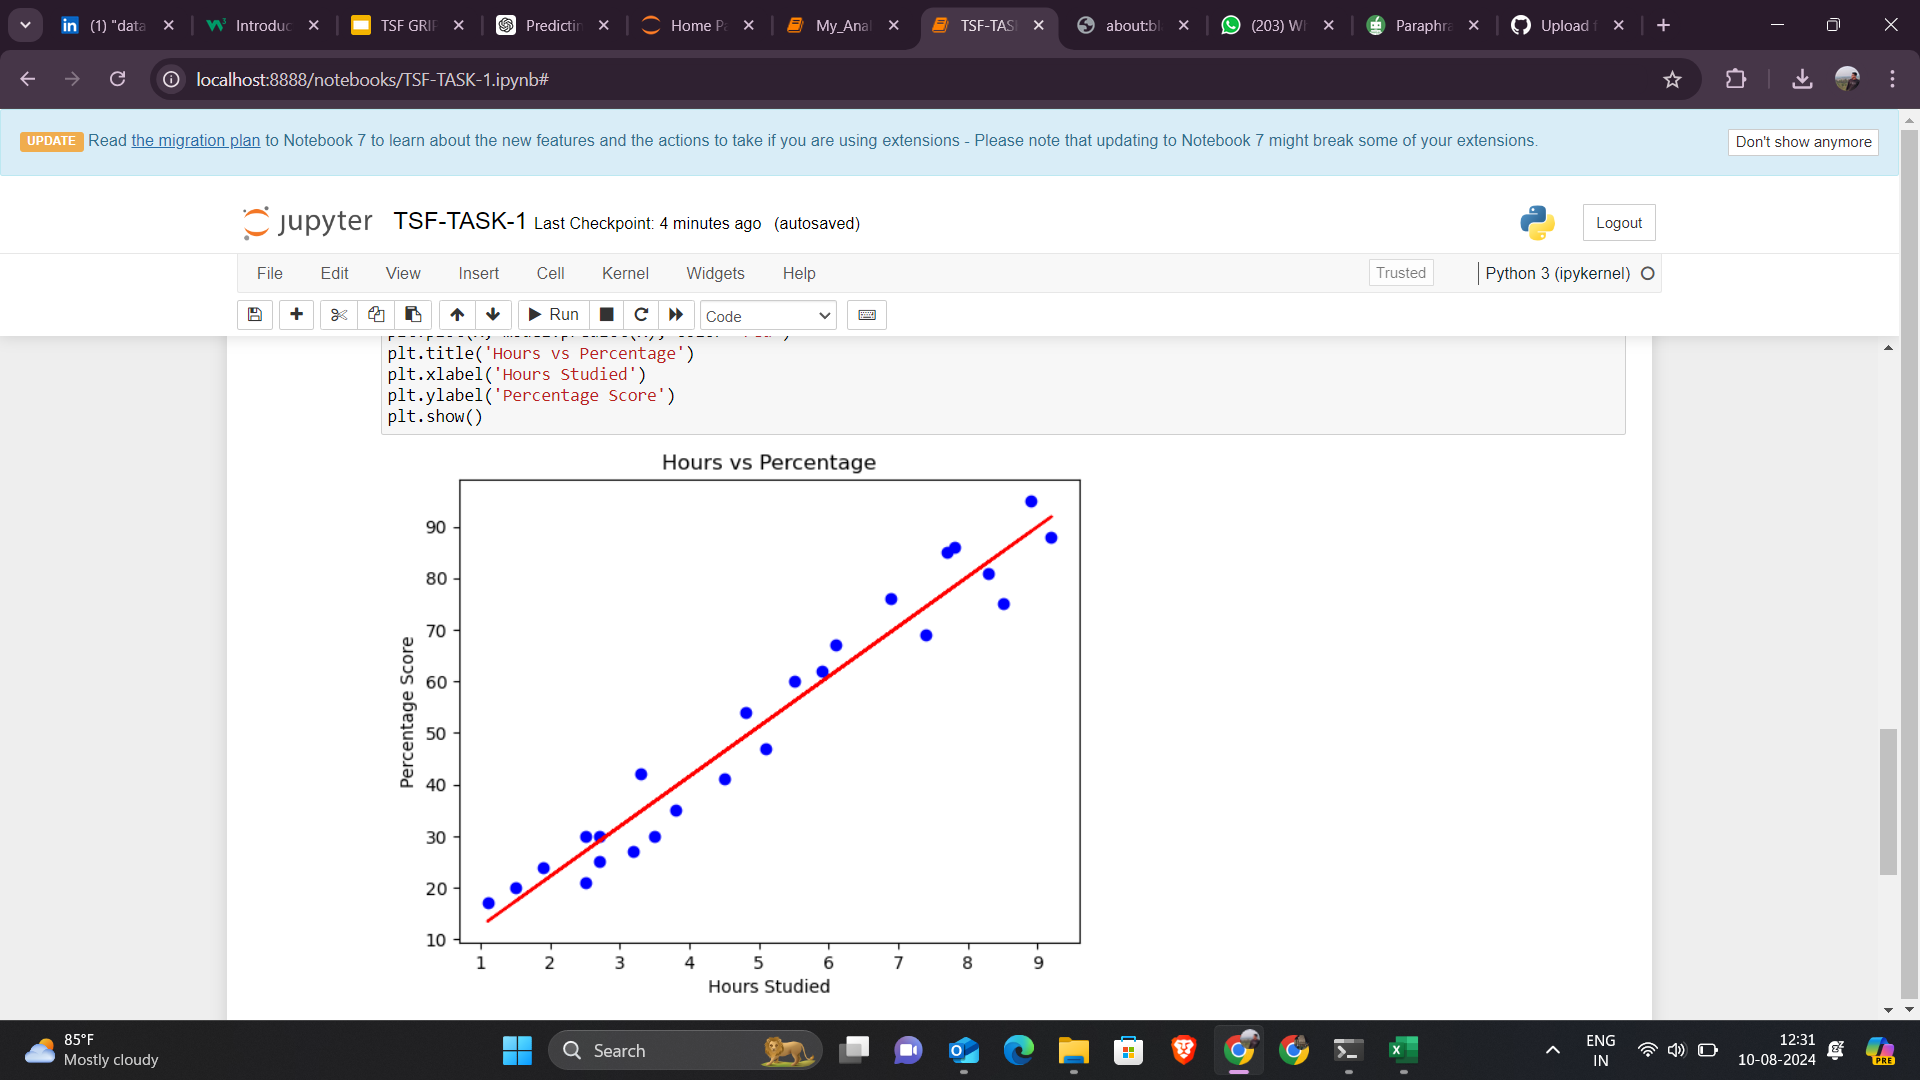 (1) "data
Introduc
TSF GRIP
Predictin
Home Pa
My_Anal
TSF-TAS
about:bl
(203) Wh
Paraphra
Upload f
localhost:8888/notebooks/TSF-TASK-1.ipynb#
UPDATE Read the migration plan to Notebook 7 to learn about the new features and the actions to take if you are using extensions - Please note that updating to Notebook 7 might break some of your extensions.
Don't show anymore
jupyter TSF-TASK-1 Last Checkpoint: 4 minutes ago (autosaved)
Logout
File Edit View Insert Cell Kernel Widgets Help
Trusted
Python 3 (ipykernel)
Run
Code
plt.title('Hours vs Percentage')
plt.xlabel('Hours Studied')
plt.ylabel('Percentage Score')
plt.show()
Hours vs Percentage
Percentage Score
90
80
70
60
50
40
30
20
10
1 2 3 4 5 6 7 8 9
Hours Studied
85°F
Mostly cloudy
Search
ENG
IN
12:31
10-08-2024
PRE